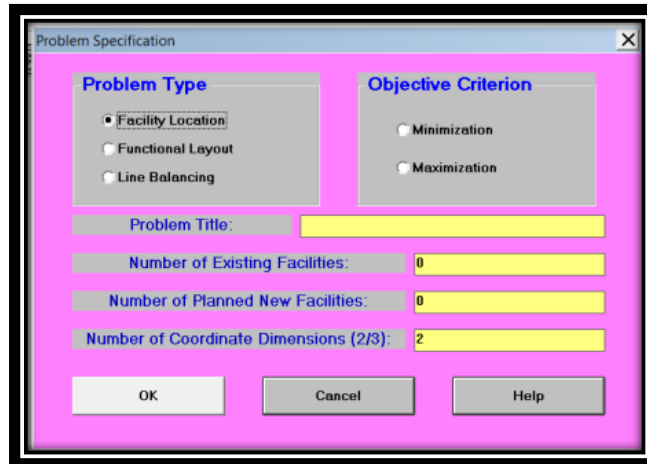 Problem Specification
Problem Type
Facility Location
Functional Layout
Line Balancing
Objective Criterion
Minimization
Maximization
Problem Title:
Number of Existing Facilities: 0
Number of Planned New Facilities: 0
Number of Coordinate Dimensions (2/3): 2
OK Cancel Help